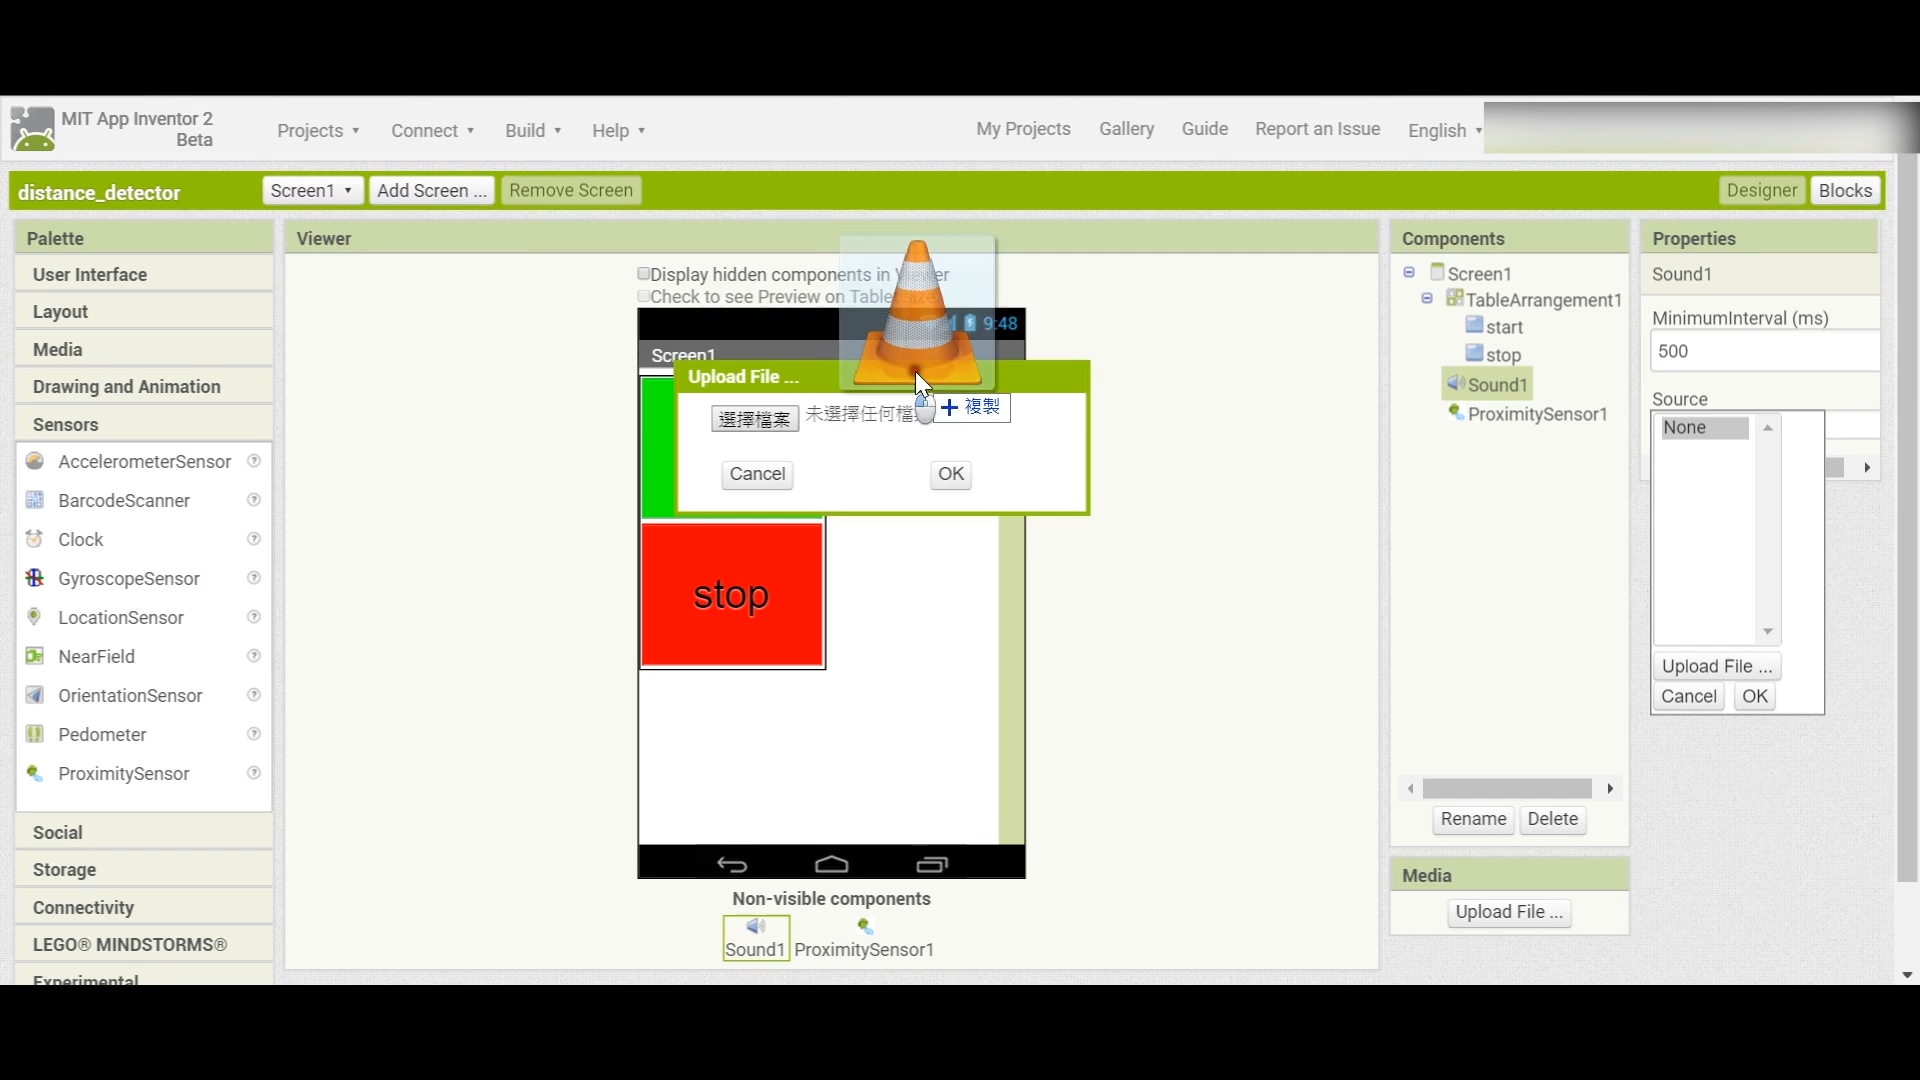 MIT App Inventor 2
Beta
Projects
Connect
Build
Help
My Projects
Gallery
Guide
Report an Issue
English
distance_detector
Screen1
Add Screen ...
Remove Screen
Designer
Blocks
Palette
User Interface
Layout
Media
Drawing and Animation
Sensors
AccelerometerSensor
BarcodeScanner
Clock
GyroscopeSensor
LocationSensor
NearField
OrientationSensor
Pedometer
ProximitySensor
Social
Storage
Connectivity
LEGO® MINDSTORMS®
Experimental
Viewer
Display hidden components in Viewer
Check to see Preview on Tablet size.
9:48
Screen1
Upload File ...
選擇檔案 未選擇任何檔
+ 複製
Cancel
OK
stop
Non-visible components
Sound1
ProximitySensor1
Components
Screen1
TableArrangement1
start
stop
Sound1
ProximitySensor1
Rename
Delete
Media
Upload File ...
Properties
Sound1
MinimumInterval (ms)
500
Source
None
Upload File ...
Cancel
OK